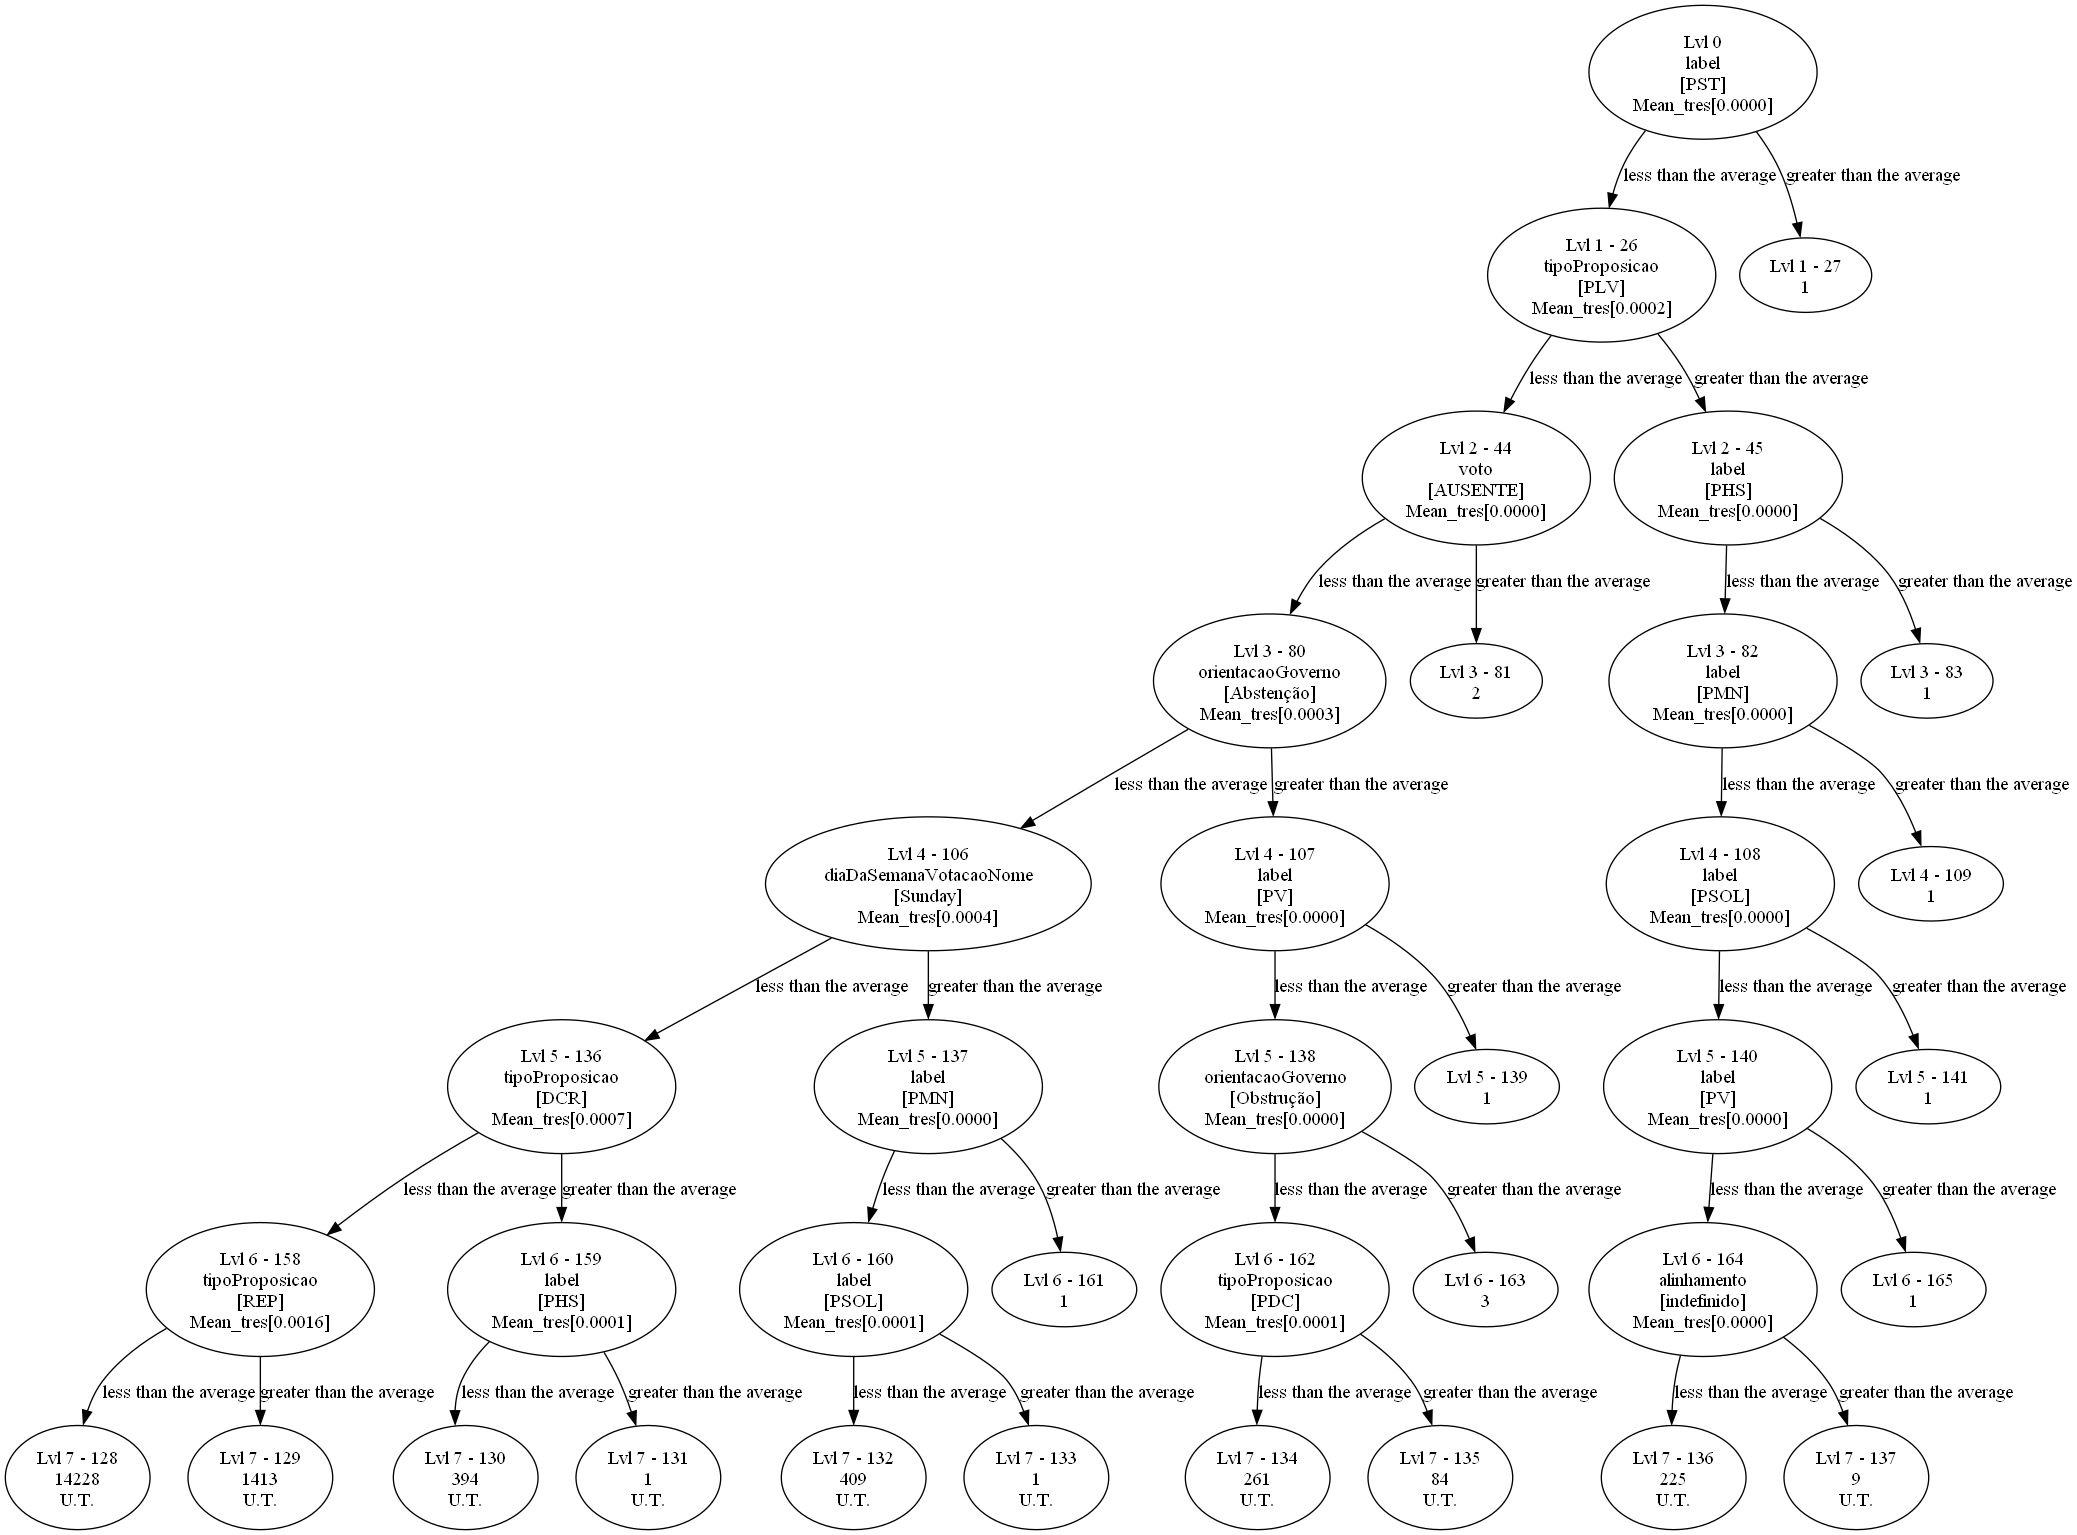 Lvl 0
label
[PST]
Mean_tres[0.0000]
less than the average
greater than the average
Lvl 1 - 26
tipoProposicao
[PLV]
Mean_tres[0.0002]
Lvl 1 - 27
1
less than the average
greater than the average
Lvl 2 - 44
voto
[AUSENTE]
Mean_tres[0.0000]
Lvl 2 - 45
label
[PHS]
Mean_tres[0.0000]
less than the average
greater than the average
less than the average
greater than the average
Lvl 3 - 80
orientacaoGoverno
[Abstenção]
Mean_tres[0.0003]
Lvl 3 - 81
2
Lvl 3 - 82
label
[PMN]
Mean_tres[0.0000]
Lvl 3 - 83
1
less than the average
greater than the average
less than the average
greater than the average
Lvl 4 - 106
diaDaSemanaVotacaoNome
[Sunday]
Mean_tres[0.0004]
Lvl 4 - 107
label
[PV]
Mean_tres[0.0000]
Lvl 4 - 108
label
[PSOL]
Mean_tres[0.0000]
Lvl 4 - 109
1
less than the average
greater than the average
less than the average
greater than the average
less than the average
greater than the average
Lvl 5 - 136
tipoProposicao
[DCR]
Mean_tres[0.0007]
Lvl 5 - 137
label
[PMN]
Mean_tres[0.0000]
Lvl 5 - 138
orientacaoGoverno
[Obstrução]
Mean_tres[0.0000]
Lvl 5 - 139
1
Lvl 5 - 140
label
[PV]
Mean_tres[0.0000]
Lvl 5 - 141
1
less than the average
greater than the average
less than the average
greater than the average
less than the average
greater than the average
less than the average
greater than the average
Lvl 6 - 158
tipoProposicao
[REP]
Mean_tres[0.0016]
Lvl 6 - 159
label
[PHS]
Mean_tres[0.0001]
Lvl 6 - 160
label
[PSOL]
Mean_tres[0.0001]
Lvl 6 - 161
1
Lvl 6 - 162
tipoProposicao
[PDC]
Mean_tres[0.0001]
Lvl 6 - 163
3
Lvl 6 - 164
alinhamento
[indefinido]
Mean_tres[0.0000]
Lvl 6 - 165
1
less than the average
greater than the average
less than the average
greater than the average
less than the average
greater than the average
less than the average
greater than the average
less than the average
greater than the average
Lvl 7 - 128
14228
U.T.
Lvl 7 - 129
1413
U.T.
Lvl 7 - 130
394
U.T.
Lvl 7 - 131
1
U.T.
Lvl 7 - 132
409
U.T.
Lvl 7 - 133
1
U.T.
Lvl 7 - 134
261
U.T.
Lvl 7 - 135
84
U.T.
Lvl 7 - 136
225
U.T.
Lvl 7 - 137
9
U.T.